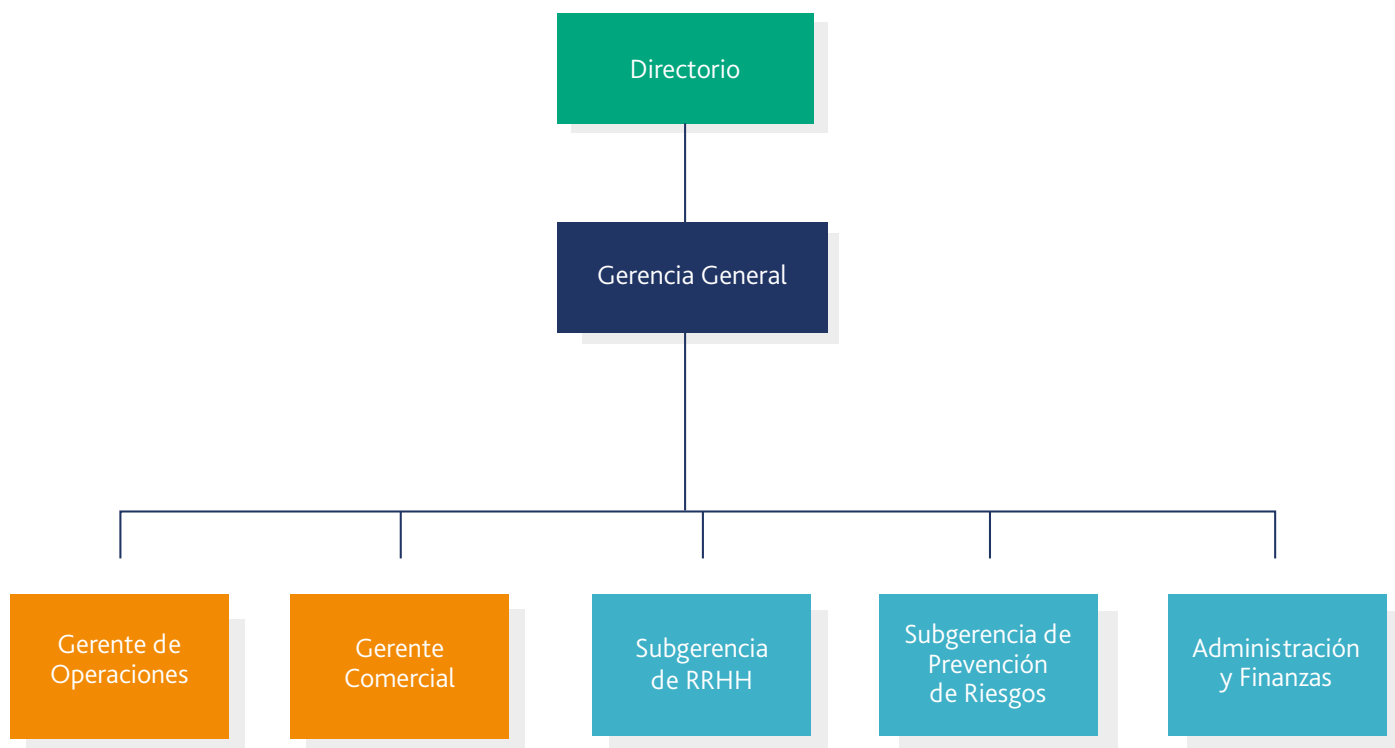 Directorio
Gerencia General
Gerente de
Operaciones
Gerente
Comercial
Subgerencia
de RRHH
Subgerencia de
Prevención
de Riesgos
Administración
y Finanzas